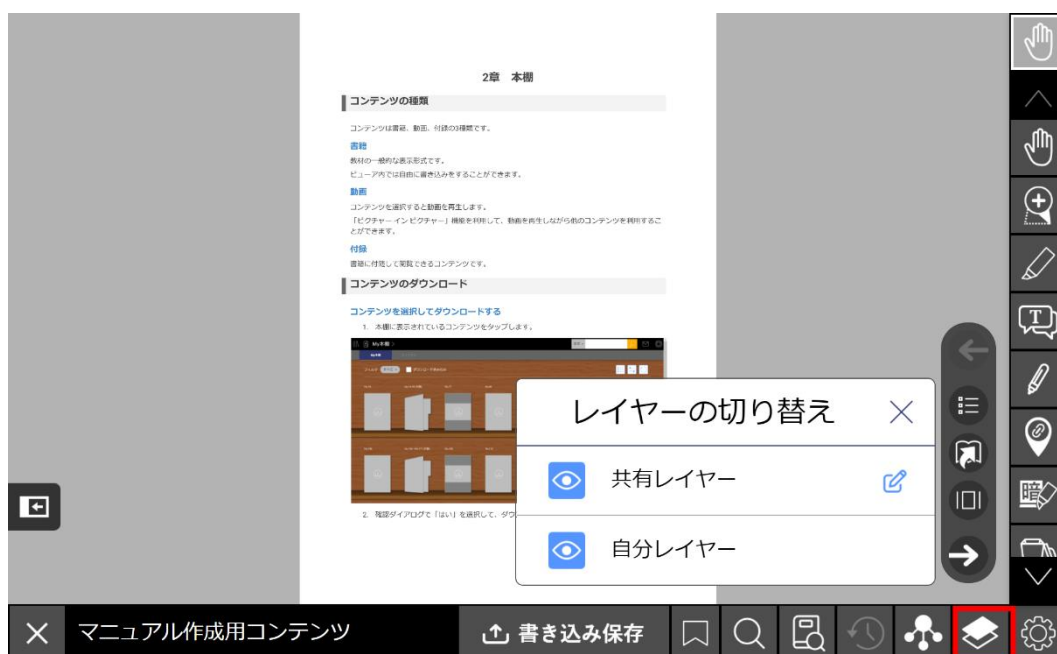 2章 本棚
コンテンツの種類
コンテンツは書籍、動画、付録の3種類です。
書籍
教材の一般的な表示形式です。
ビューア内では自由に書き込みをすることができます。
動画
コンテンツを選択すると動画を再生します。
「ピクチャー イン ピクチャー」機能を利用して、動画を再生しながら他のコンテンツを利用するこ
とができます。
付録
書籍に付随して閲覧できるコンテンツです。
コンテンツのダウンロード
コンテンツを選択してダウンロードする
1. 本棚に表示されているコンテンツをタップします。
My本棚
レイヤーの切り替え
共有レイヤー
自分レイヤー
2. 確認ダイアログで「はい」を選択して、ダウ
T
暗
マニュアル作成用コンテンツ
書き込み保存